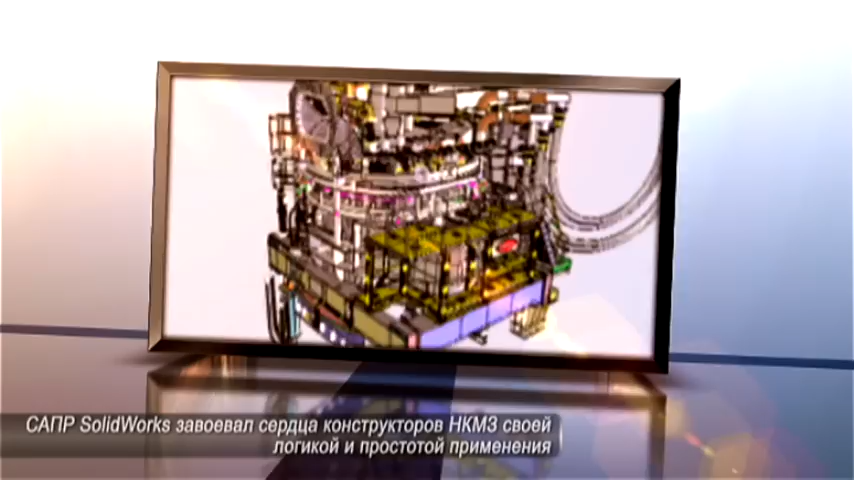 САПР SolidWorks завоевал сердца конструкторов НКМЗ своей
логикой и простотой применения